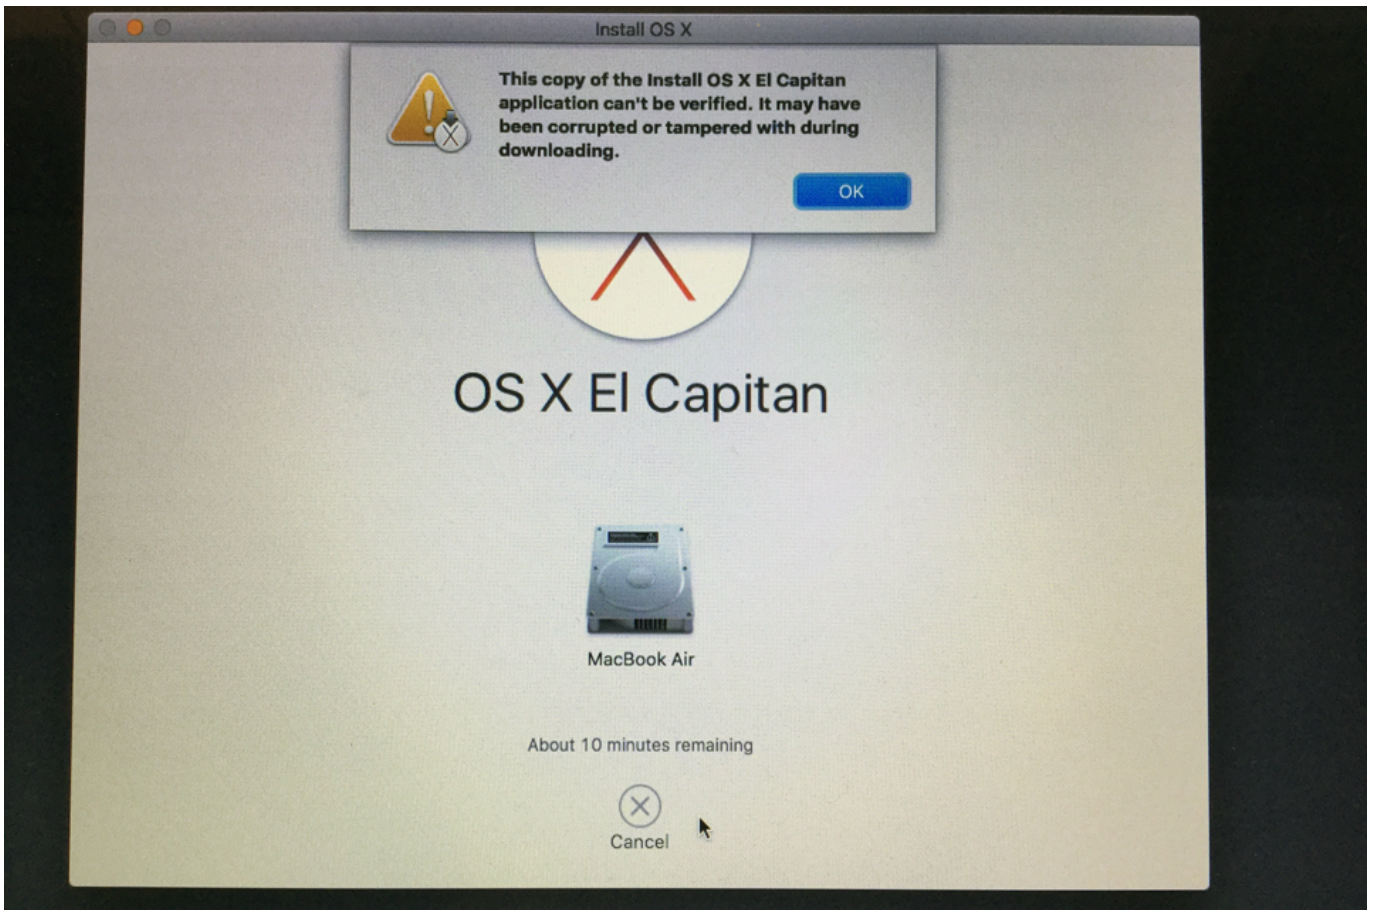 Install OS X
This copy of the Install OS X El Capitan
application can't be verified. It may have
been corrupted or tampered with during
downloading.
OK
OS X El Capitan
MacBook Air
About 10 minutes remaining
Cancel